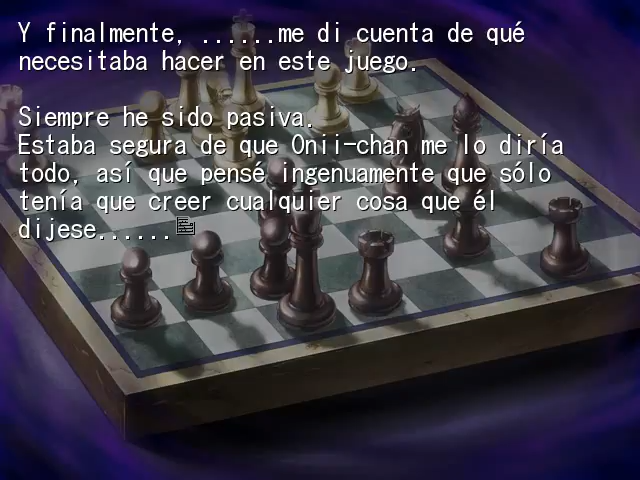 Y finalmente, ......me di cuenta de qué
necesitaba hacer en este juego.
Siempre he sido pasiva.
Estaba segura de que Onii-chan me lo diría
todo, así que pensé ingenuamente que sólo
tenía que creer cualquier cosa que él
dijese......